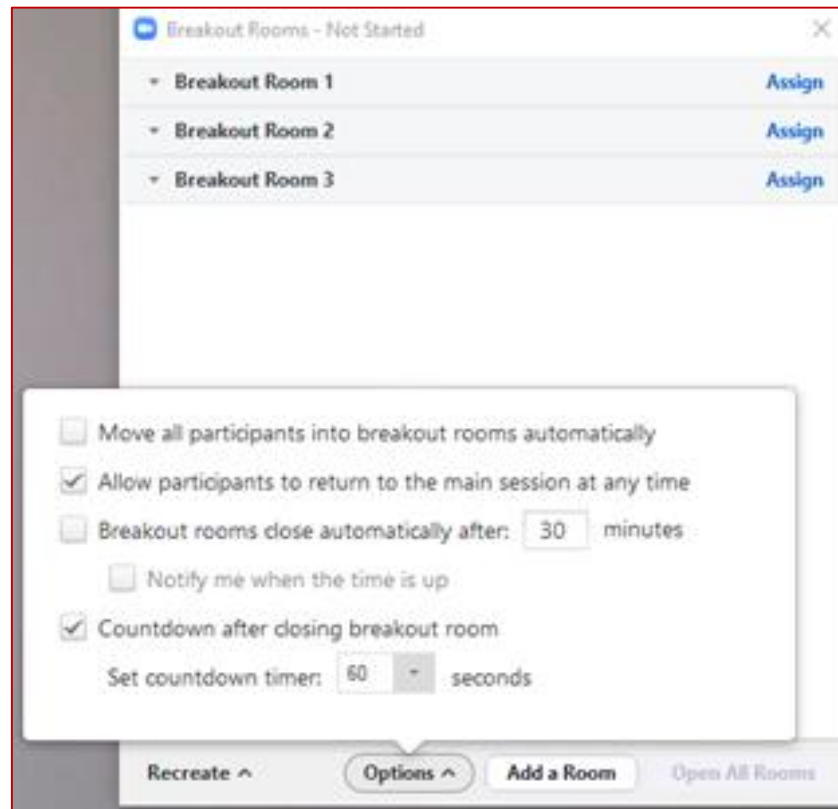 Breakout Rooms - Not Started
Breakout Room 1 Assign
Breakout Room 2 Assign
Breakout Room 3 Assign
Move all participants into breakout rooms automatically
Allow participants to return to the main session at any time
Breakout rooms close automatically after: 30 minutes
Notify me when the time is up
Countdown after closing breakout room
Set countdown timer: 60 seconds
Recreate Options Add a Room Open All Rooms